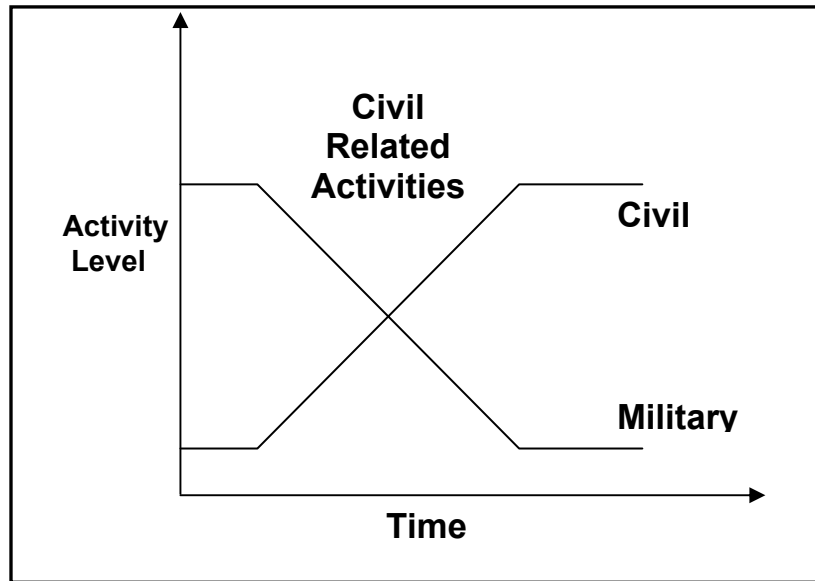 Civil
Related
Activities
Activity
Level
Civil
Military
Time